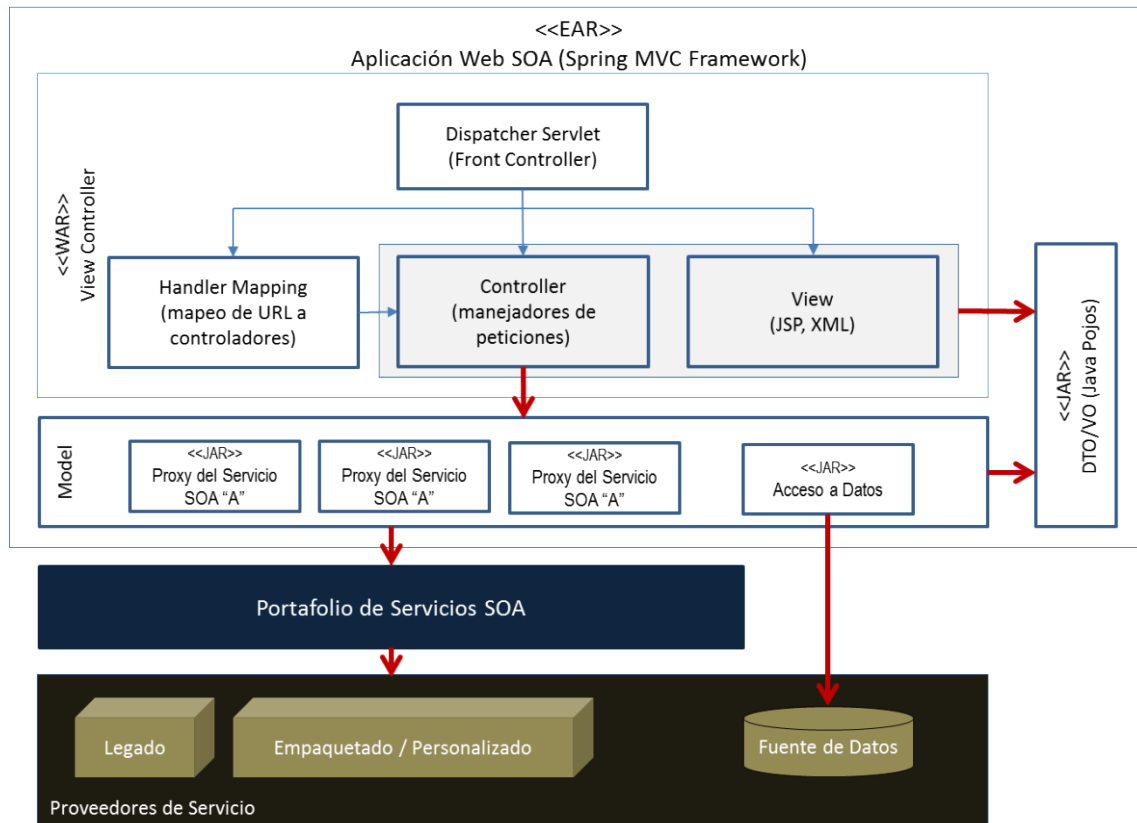 <<EAR>>
Aplicación Web SOA (Spring MVC Framework)
<<WAR>>
View Controller
Dispatcher Servlet
(Front Controller)
Handler Mapping
(mapeo de URL a
controladores)
Controller
(manejadores de
peticiones)
View
(JSP, XML)
<<JAR>>
DTO/VO (Java Pojos)
Model
<<JAR>>
Proxy del Servicio
SOA “A”
<<JAR>>
Proxy del Servicio
SOA “A”
<<JAR>>
Proxy del Servicio
SOA “A”
<<JAR>>
Acceso a Datos
Portafolio de Servicios SOA
Legado
Empaquetado / Personalizado
Fuente de Datos
Proveedores de Servicio